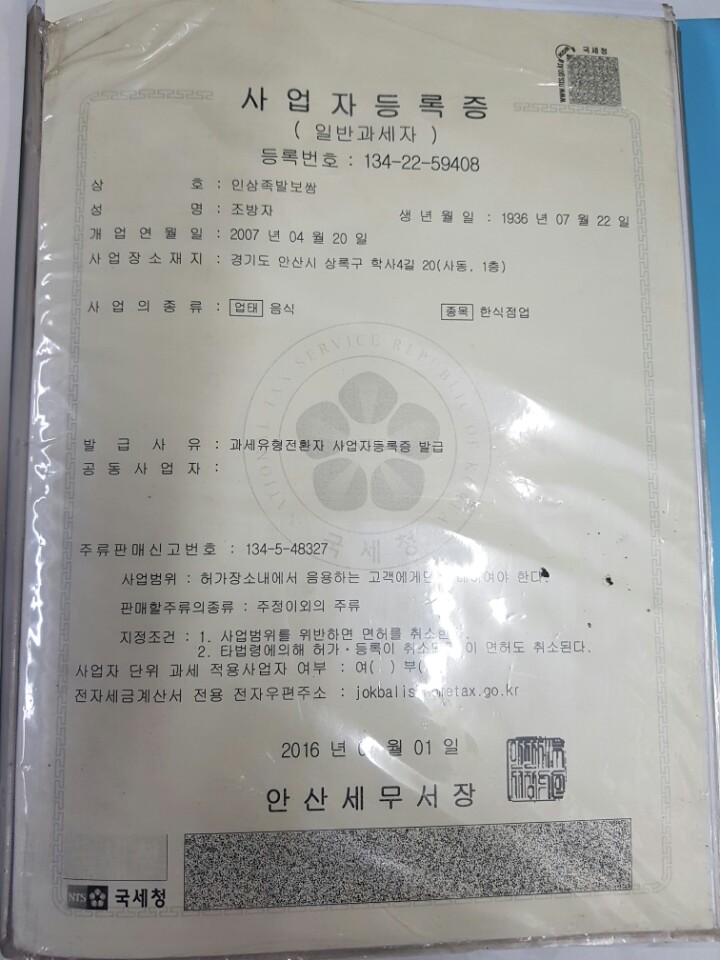 국세청
사업자등록증
( 일반과세자 )
등록번호 : 134-22-59408
상 호 : 인삼족발보쌈
성 명 : 조방자 생 년 월 일 : 1936 년 07 월 22 일
개 업 연 월 일 : 2007 년 04 월 20 일
사 업 장 소 재 지 : 경기도 안산시 상록구 학사4길 20(사동, 1층)
사 업 의 종 류 : 업태 음식 종목 한식점업
NATIONAL TAX SERVICE REPUBLIC OF KOREA
발 급 사 유 : 과세유형전환자 사업자등록증 발급
공 동 사 업 자 :
국세청
주류판매신고번호 : 134-5-48327
사업범위 : 허가장소내에서 음용하는 고객에게만 하여야 한다.
판매할주류의종류 : 주정이외의 주류
지정조건 : 1. 사업범위를 위반하면 면허를 취소한다.
2. 타법령에의해 허가·등록이 취소되면 이 면허도 취소된다.
사업자 단위 과세 적용사업자 여부 : 여( ) 부(
전자세금계산서 전용 전자우편주소 :
2016 년 월 01 일
안산세무서장
NTS 국세청